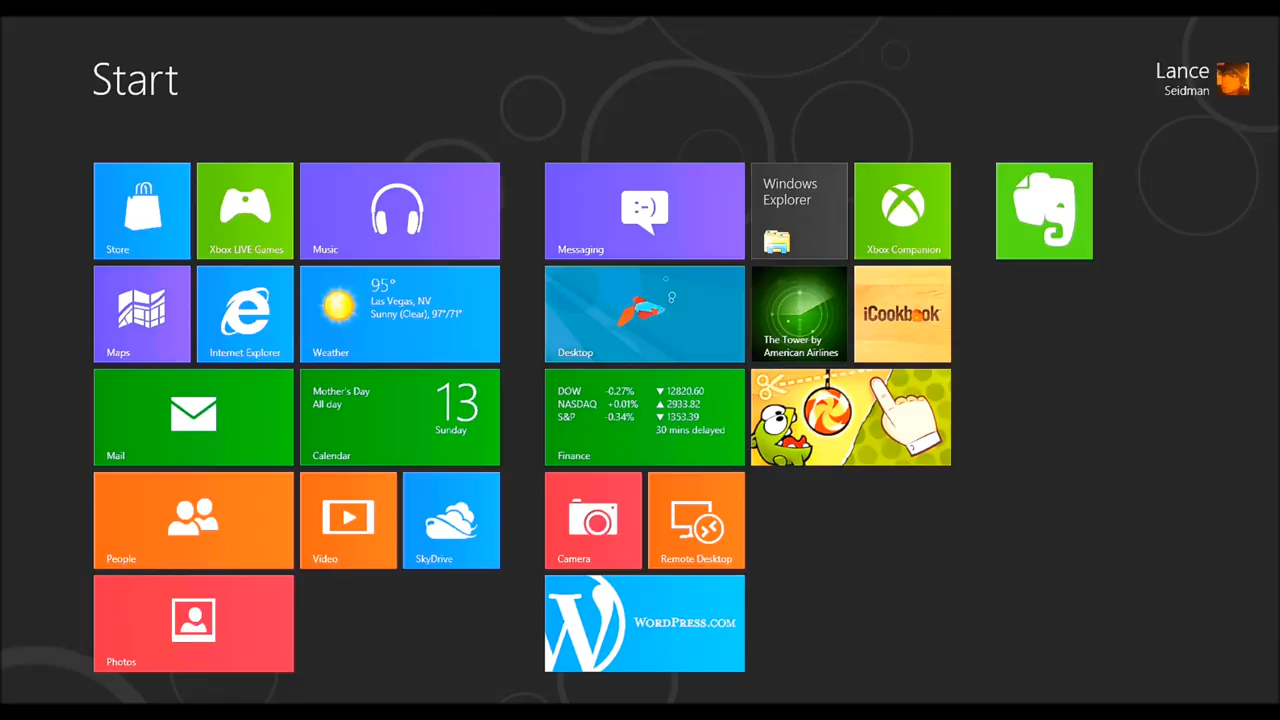 Start
Lance
Seidman
Store
Xbox LIVE Games
Music
Maps
Internet Explorer
95°
Las Vegas, NV
Sunny (Clear), 97°/71°
Weather
Mail
Mother's Day
All day
13
Sunday
Calendar
People
Video
SkyDrive
Photos
:-)
Messaging
Windows
Explorer
Xbox Companion
Desktop
The Tower by
American Airlines
iCookbook
DOW -0.27% ▼ 12820.60
NASDAQ +0.01% ▲ 2933.82
S&P -0.34% ▼ 1353.39
30 mins delayed
Finance
Camera
Remote Desktop
W WORDPRESS.COM